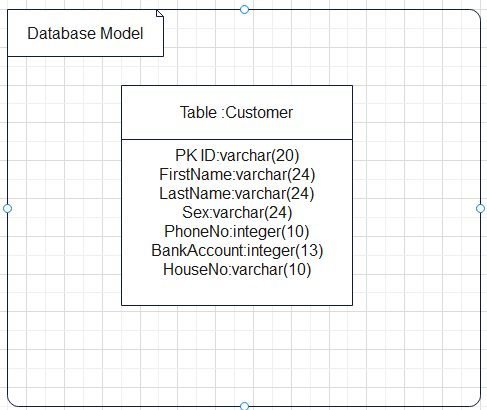 Database Model
Table :Customer
PK ID:varchar(20)
FirstName:varchar(24)
LastName:varchar(24)
Sex:varchar(24)
PhoneNo:integer(10)
BankAccount:integer(13)
HouseNo:varchar(10)